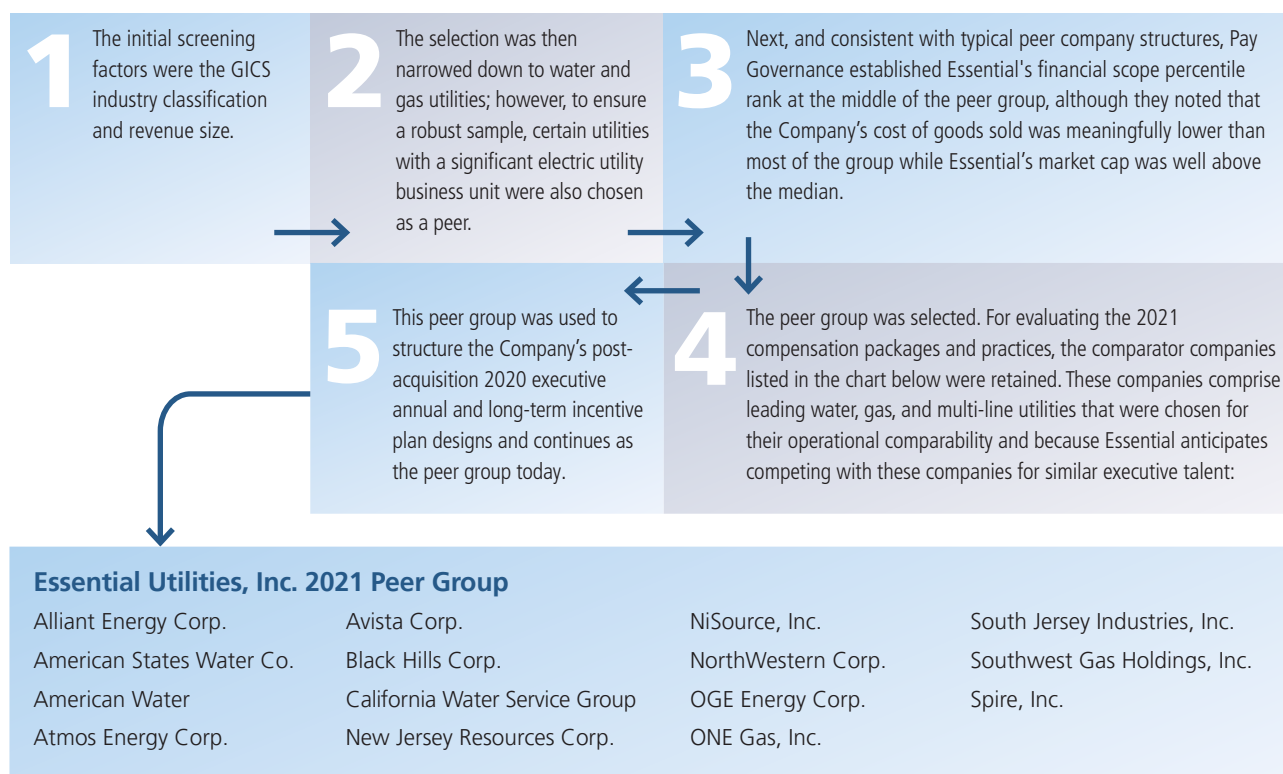 1
The initial screening
factors were the GICS
industry classification
and revenue size.
2
The selection was then
narrowed down to water and
gas utilities; however, to ensure
a robust sample, certain utilities
with a significant electric utility
business unit were also chosen
as a peer.
3
Next, and consistent with typical peer company structures, Pay
Governance established Essential's financial scope percentile
rank at the middle of the peer group, although they noted that
the Company’s cost of goods sold was meaningfully lower than
most of the group while Essential’s market cap was well above
the median.
4
The peer group was selected. For evaluating the 2021
compensation packages and practices, the comparator companies
listed in the chart below were retained. These companies comprise
leading water, gas, and multi-line utilities that were chosen for
their operational comparability and because Essential anticipates
competing with these companies for similar executive talent:
5
This peer group was used to
structure the Company’s post-
acquisition 2020 executive
annual and long-term incentive
plan designs and continues as
the peer group today.
Essential Utilities, Inc. 2021 Peer Group
Alliant Energy Corp.
American States Water Co.
American Water
Atmos Energy Corp.
Avista Corp.
Black Hills Corp.
California Water Service Group
New Jersey Resources Corp.
NiSource, Inc.
NorthWestern Corp.
OGE Energy Corp.
ONE Gas, Inc.
South Jersey Industries, Inc.
Southwest Gas Holdings, Inc.
Spire, Inc.